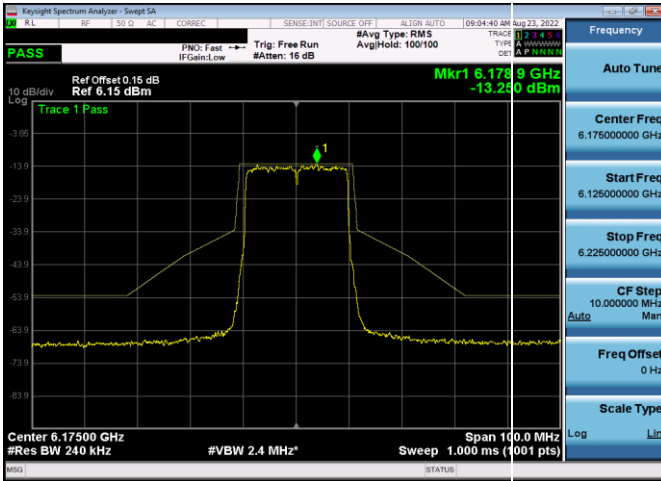 Keysight Spectrum Analyzer - Swept SA
RL RF 50 Ω AC CORREC SENSE:INT SOURCE OFF ALIGN AUTO 09:04:40 AM Aug 23, 2022
PASS
PNO: Fast
IFGain:Low
Trig: Free Run
#Atten: 16 dB
#Avg Type: RMS
Avg|Hold: 100/100
TRACE 1 2 3 4 5 6
TYPE A WWWWW
DET A P N N N N
Ref Offset 0.15 dB
10 dB/div Ref 6.15 dBm
Mkr1 6.178 9 GHz
-13.250 dBm
Log
Trace 1 Pass
1
-3.85
-13.9
-23.9
-33.9
-43.9
-53.9
-63.9
-73.9
-83.9
Center 6.17500 GHz Span 100.0 MHz
#Res BW 240 kHz #VBW 2.4 MHz* Sweep 1.000 ms (1001 pts)
MSG STATUS
Frequency
Auto Tune
Center Freq
6.175000000 GHz
Start Freq
6.125000000 GHz
Stop Freq
6.225000000 GHz
CF Step
10.000000 MHz
Auto Man
Freq Offset
0 Hz
Scale Type
Log Lin